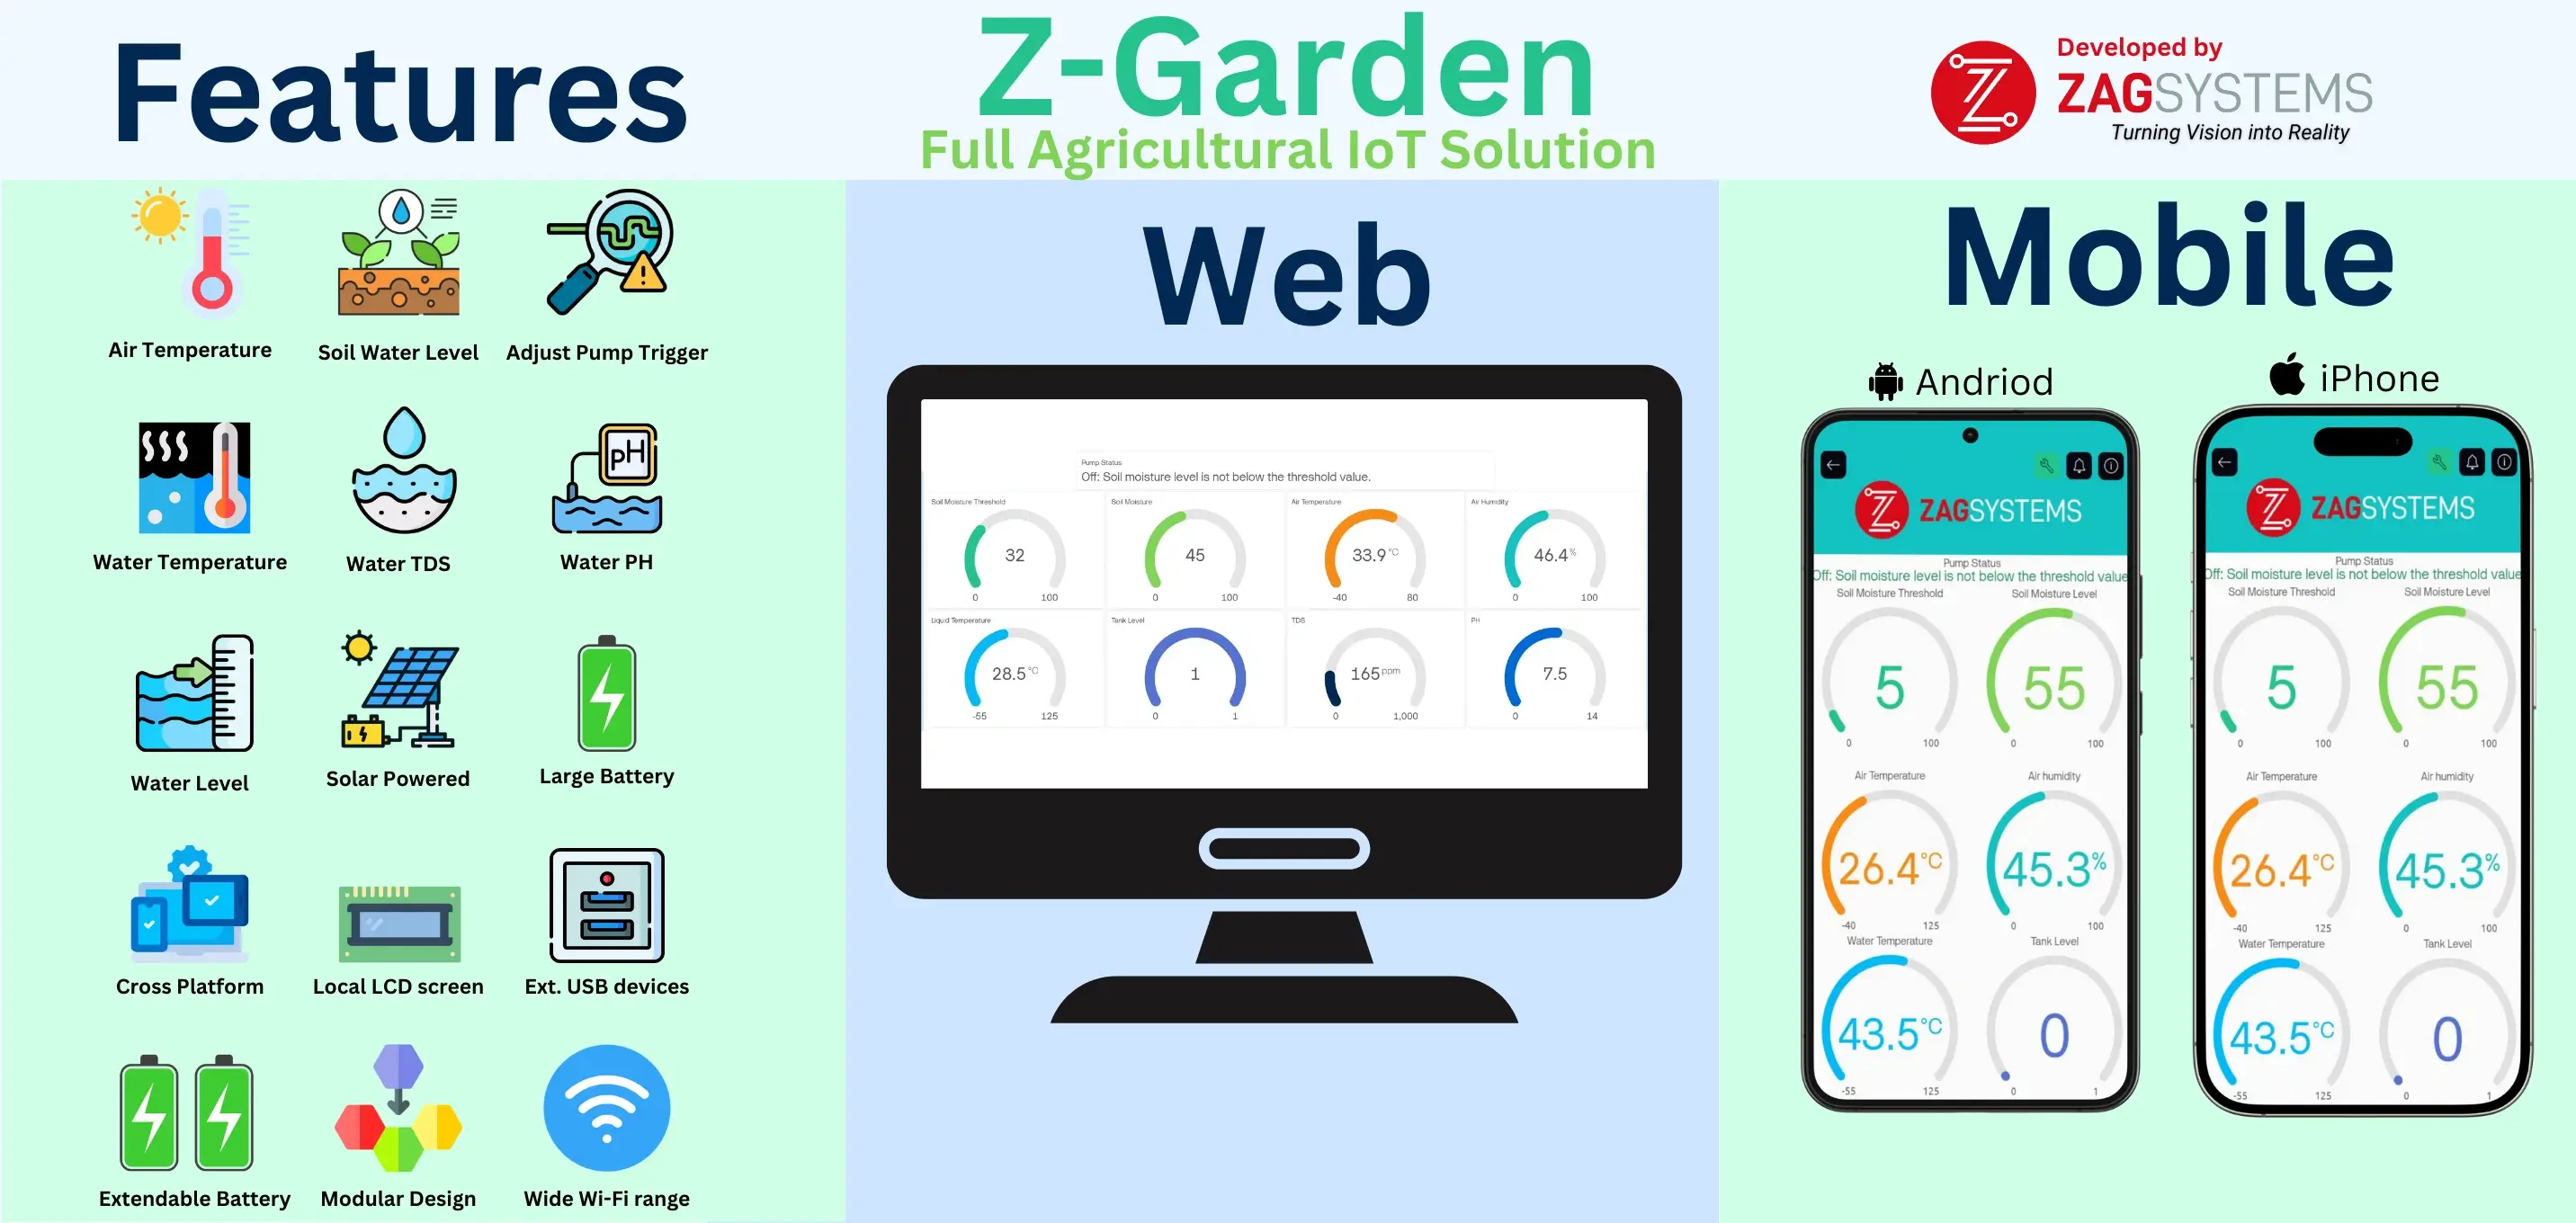 Features
Z-Garden
Full Agricultural IoT Solution
Developed by
ZAGSYSTEMS
Turning Vision into Reality
Air Temperature
Soil Water Level
Adjust Pump Trigger
pH
Water Temperature
Water TDS
Water PH
Water Level
Solar Powered
Large Battery
Cross Platform
Local LCD screen
Ext. USB devices
Extendable Battery
Modular Design
Wide Wi-Fi range
Web
Pump Status
Off: Soil moisture level is not below the threshold value.
Soil Moisture Threshold
32
0 100
Soil Moisture
45
0 100
Air Temperature
33.9 °C
-40 80
Air Humidity
46.4 %
0 100
Liquid Temperature
28.5 °C
-55 125
Tank Level
1
0 1
TDS
165 ppm
0 1,000
PH
7.5
0 14
Mobile
Andriod
ZAGSYSTEMS
Pump Status
Off: Soil moisture level is not below the threshold value
Soil Moisture Threshold
5
0 100
Soil Moisture Level
55
0 100
Air Temperature
26.4 °C
-40 125
Air humidity
45.3 %
0 100
Water Temperature
43.5 °C
-55 125
Tank Level
0
0 1
iPhone
ZAGSYSTEMS
Pump Status
Off: Soil moisture level is not below the threshold value
Soil Moisture Threshold
5
0 100
Soil Moisture Level
55
0 100
Air Temperature
26.4 °C
-40 125
Air humidity
45.3 %
0 100
Water Temperature
43.5 °C
-55 125
Tank Level
0
0 1